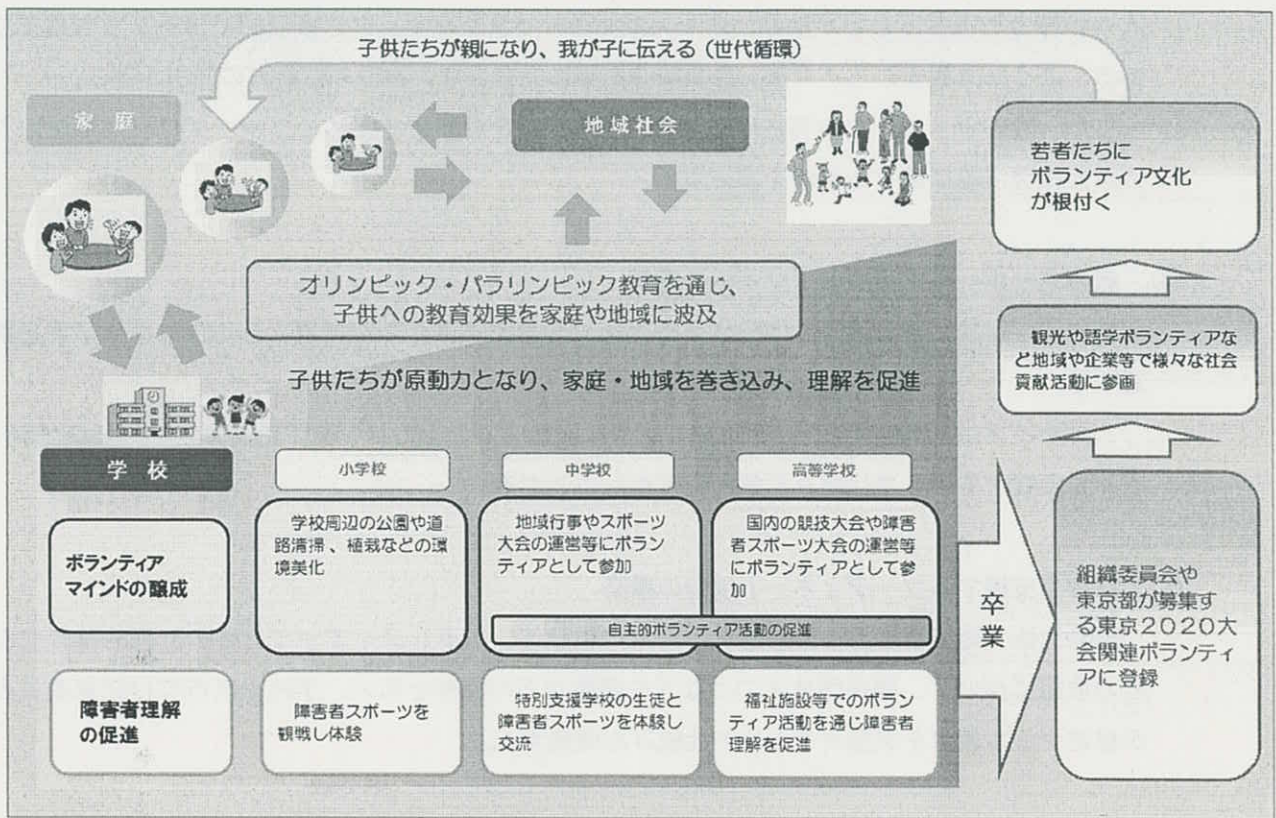 子供たちが親になり、我が子に伝える（世代循環）
家庭
地域社会
若者たちに
ボランティア文化
が根付く
オリンピック・パラリンピック教育を通じ、
子供への教育効果を家庭や地域に波及
観光や語学ボランティアな
ど地域や企業等で様々な社会
貢献活動に参画
子供たちが原動力となり、家庭・地域を巻き込み、理解を促進
学校
小学校
中学校
高等学校
ボランティア
マインドの醸成
学校周辺の公園や道
路清掃、植栽などの環
境美化
地域行事やスポーツ
大会の運営等にボラン
ティアとして参加
国内の競技大会や障害
者スポーツ大会の運営等
にボランティアとして参
加
自主的ボランティア活動の促進
障害者理解
の促進
障害者スポーツを
観戦し体験
特別支援学校の生徒と
障害者スポーツを体験し
交流
福祉施設等でのボラン
ティア活動を通じ障害者
理解を促進
卒業
組織委員会や
東京都が募集す
る東京２０２０大
会関連ボランティ
アに登録